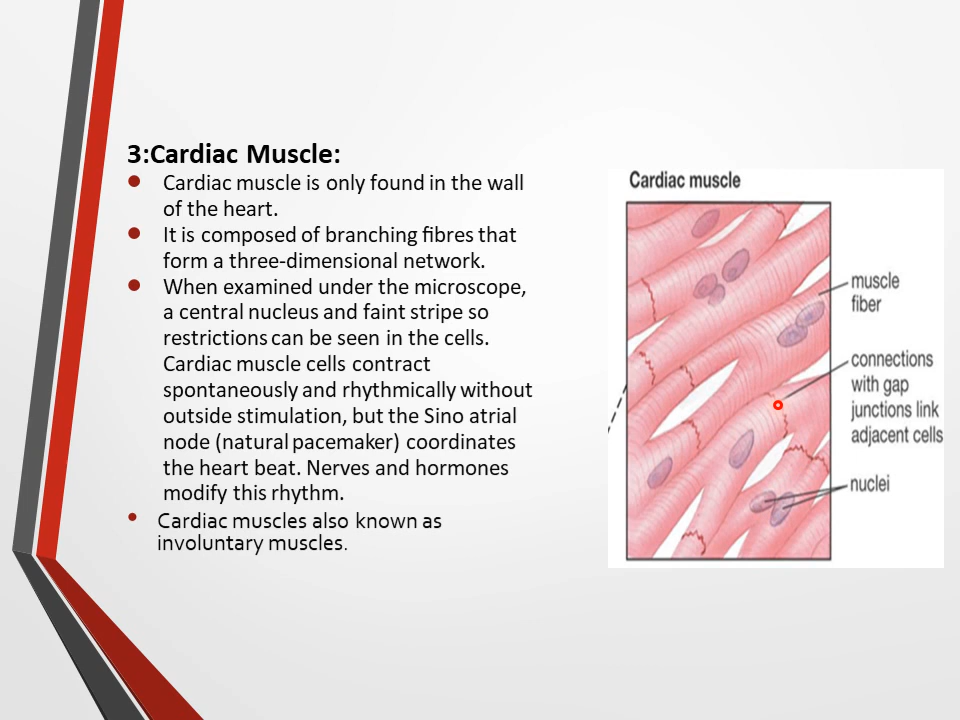 3:Cardiac Muscle:
Cardiac muscle is only found in the wall
of the heart.
It is composed of branching fibres that
form a three-dimensional network.
When examined under the microscope,
a central nucleus and faint stripe so
restrictions can be seen in the cells.
Cardiac muscle cells contract
spontaneously and rhythmically without
outside stimulation, but the Sino atrial
node (natural pacemaker) coordinates
the heart beat. Nerves and hormones
modify this rhythm.
Cardiac muscles also known as
involuntary muscles.
Cardiac muscle
muscle
fiber
connections
with gap
junctions link
adjacent cells
nuclei